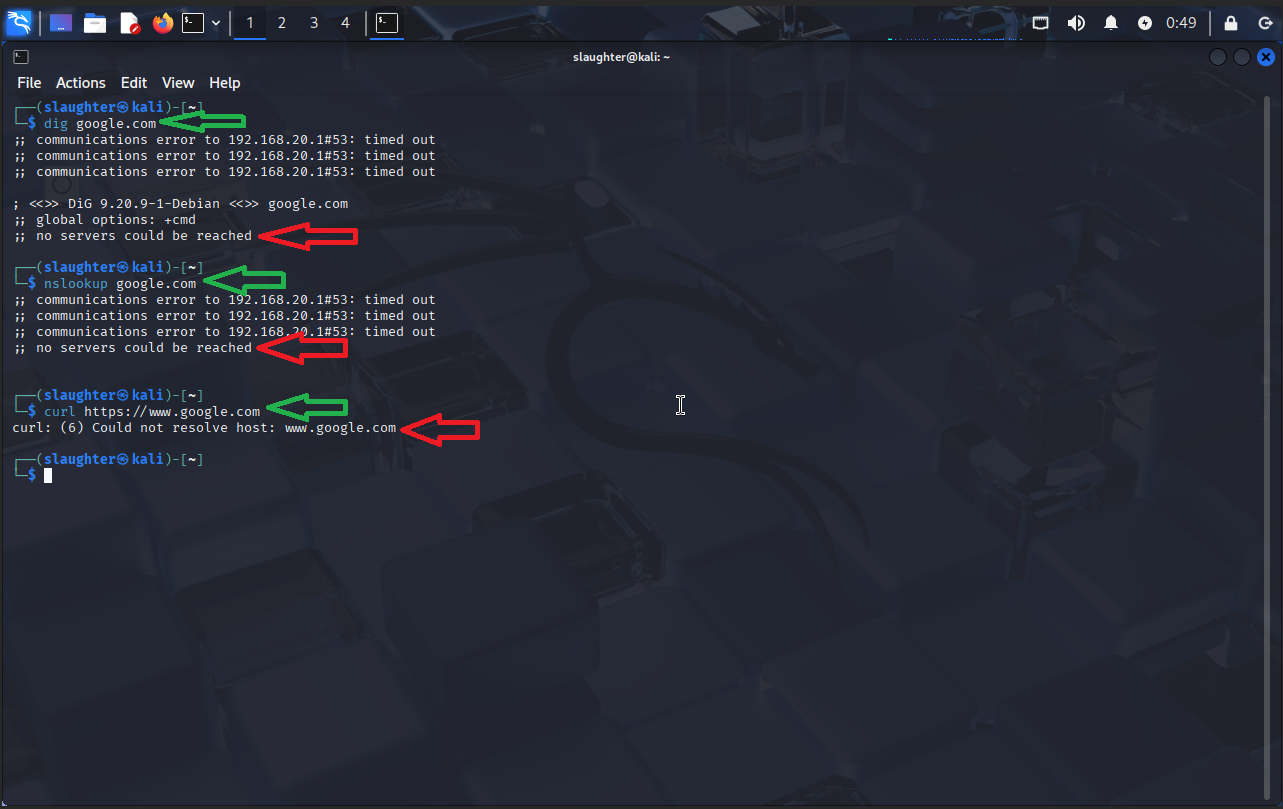 1 2 3 4 0:49
slaughter@kali: ~
File Actions Edit View Help
┌──(slaughter㉿kali)-[~]
└─$ dig google.com
;; communications error to 192.168.20.1#53: timed out
;; communications error to 192.168.20.1#53: timed out
;; communications error to 192.168.20.1#53: timed out
; <<>> DiG 9.20.9-1-Debian <<>> google.com
;; global options: +cmd
;; no servers could be reached
┌──(slaughter㉿kali)-[~]
└─$ nslookup google.com
;; communications error to 192.168.20.1#53: timed out
;; communications error to 192.168.20.1#53: timed out
;; communications error to 192.168.20.1#53: timed out
;; no servers could be reached
┌──(slaughter㉿kali)-[~]
└─$ curl https://www.google.com
curl: (6) Could not resolve host: www.google.com
┌──(slaughter㉿kali)-[~]
└─$